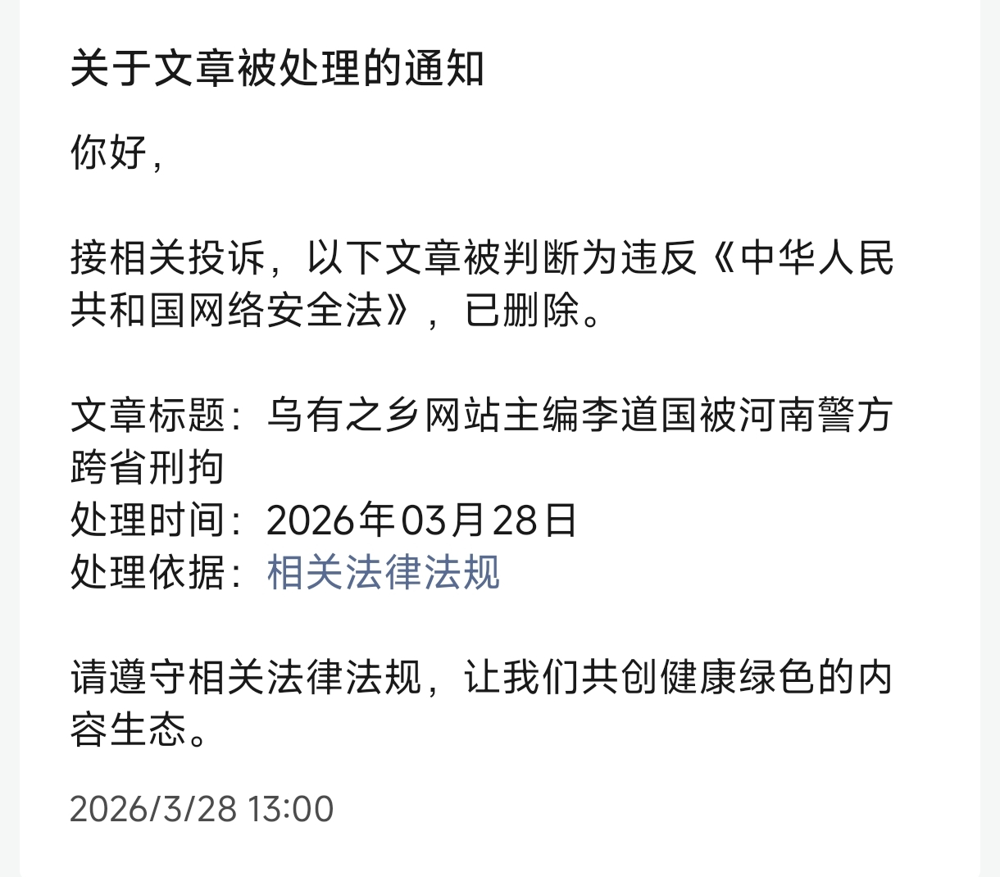 关于文章被处理的通知
你好，
接相关投诉，以下文章被判断为违反《中华人民
共和国网络安全法》，已删除。
文章标题：乌有之乡网站主编李道国被河南警方
跨省刑拘
处理时间：2026年03月28日
处理依据：相关法律法规
请遵守相关法律法规，让我们共创健康绿色的内
容生态。
2026/3/28 13:00